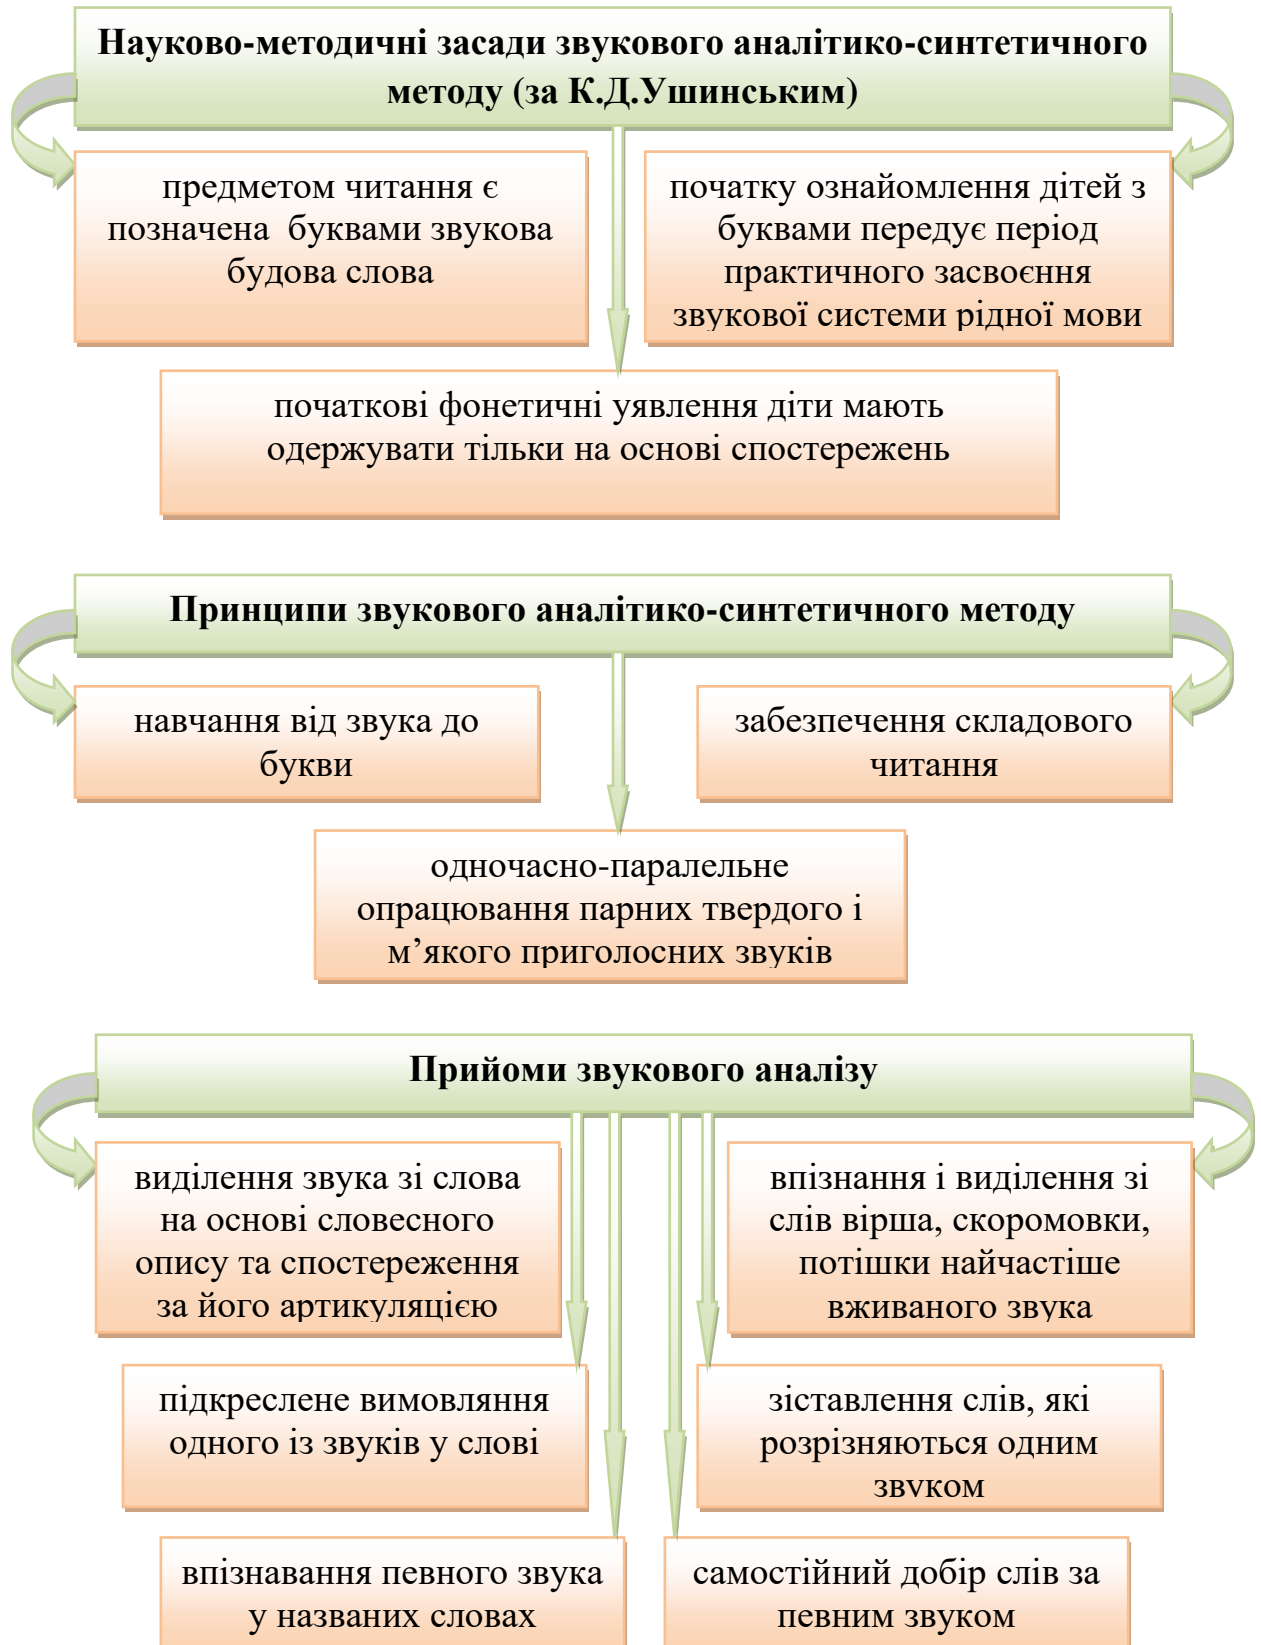 Науково-методичні засади звукового аналітико-синтетичного
методу (за К.Д.Ушинським)
предметом читання є
позначена буквами звукова
будова слова
початку ознайомлення дітей з
буквами передує період
практичного засвоєння
звукової системи рідної мови
початкові фонетичні уявлення діти мають
одержувати тільки на основі спостережень
Принципи звукового аналітико-синтетичного методу
навчання від звука до
букви
забезпечення складового
читання
одночасно-паралельне
опрацювання парних твердого і
м’якого приголосних звуків
Прийоми звукового аналізу
виділення звука зі слова
на основі словесного
опису та спостереження
за його артикуляцією
впізнання і виділення зі
слів вірша, скоромовки,
потішки найчастіше
вживаного звука
підкреслене вимовляння
одного із звуків у слові
зіставлення слів, які
розрізняються одним
звуком
впізнавання певного звука
у названих словах
самостійний добір слів за
певним звуком